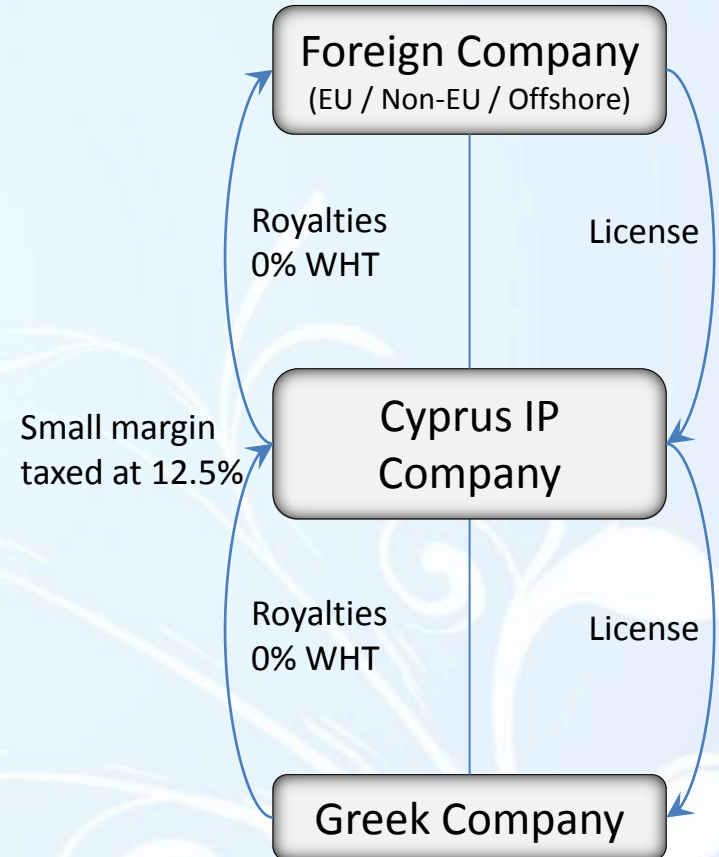 Foreign Company
(EU / Non-EU / Offshore)
Royalties
0% WHT
License
Cyprus IP
Company
Small margin
taxed at 12.5%
Royalties
0% WHT
License
Greek Company